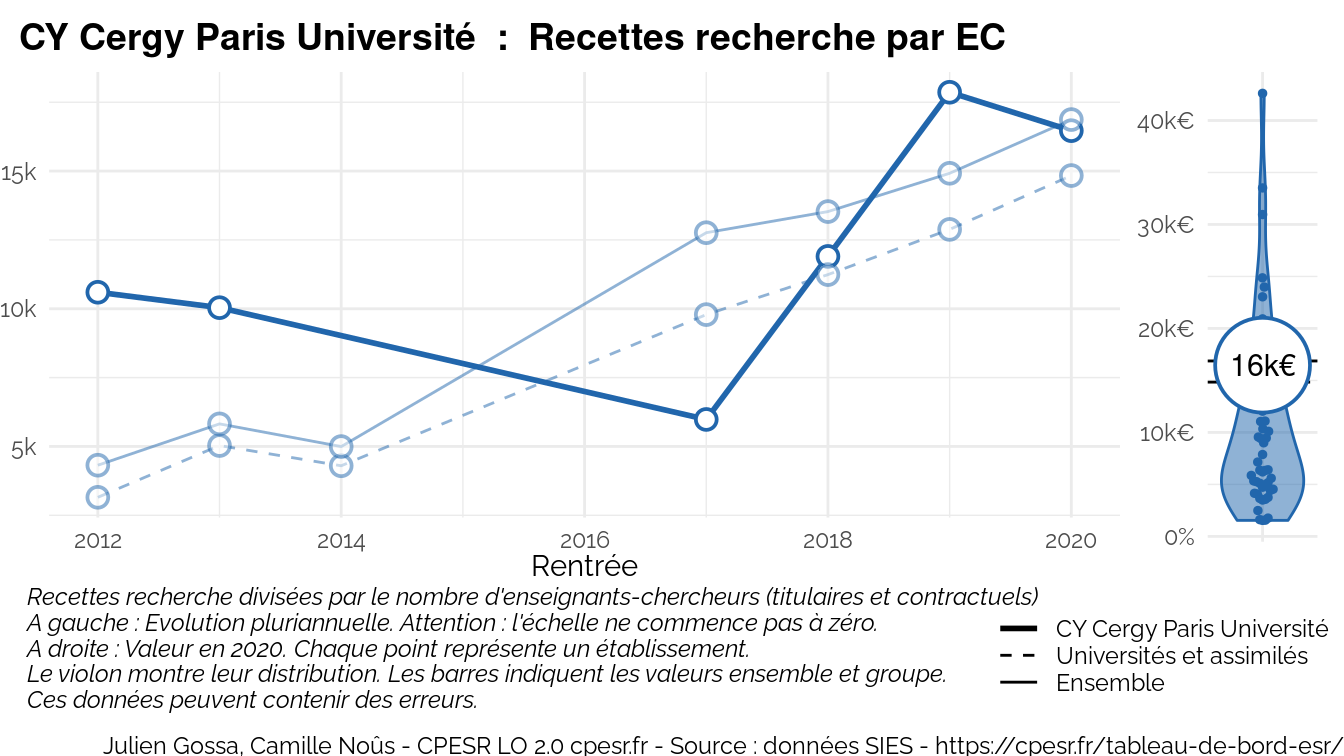 CY Cergy Paris Université : Recettes recherche par EC
15k
10k
5k
2012 2014 2016 2018 2020
Rentrée
40k€
30k€
20k€
16k€
10k€
0%
Recettes recherche divisées par le nombre d'enseignants-chercheurs (titulaires et contractuels)
A gauche : Evolution pluriannuelle. Attention : l'échelle ne commence pas à zéro.
A droite : Valeur en 2020. Chaque point représente un établissement.
Le violon montre leur distribution. Les barres indiquent les valeurs ensemble et groupe.
Ces données peuvent contenir des erreurs.
CY Cergy Paris Université
Universités et assimilés
Ensemble
Julien Gossa, Camille Noûs - CPESR LO 2.0 cpesr.fr - Source : données SIES - https://cpesr.fr/tableau-de-bord-esr/